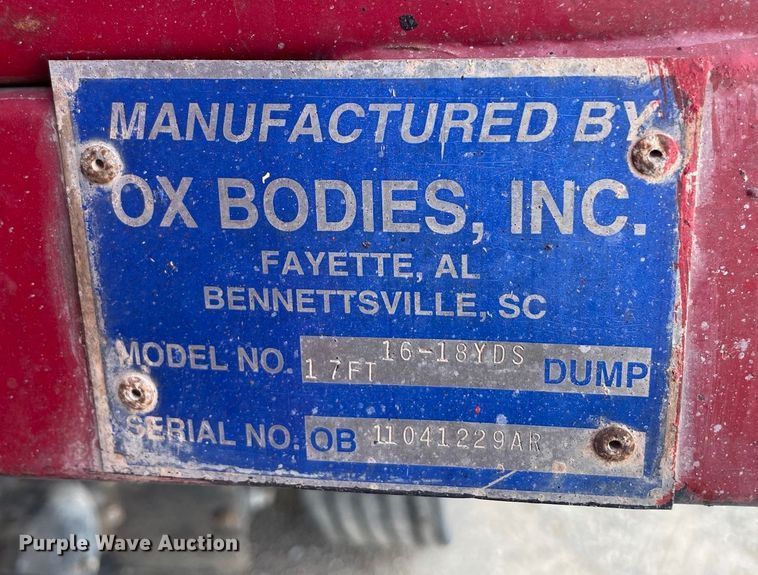 MANUFACTURED BY
OX BODIES, INC.
FAYETTE, AL
BENNETTSVILLE, SC
MODEL NO. 16-18YDS
17FT DUMP
SERIAL NO. OB 11041229AR
Purple Wave Auction